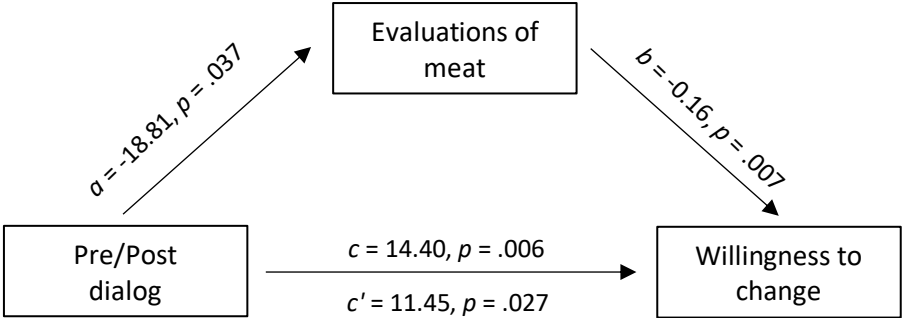 Evaluations of
meat
a = -18.81, p = .037
b = -0.16, p = .007
Pre/Post
dialog
c = 14.40, p = .006
c' = 11.45, p = .027
Willingness to
change